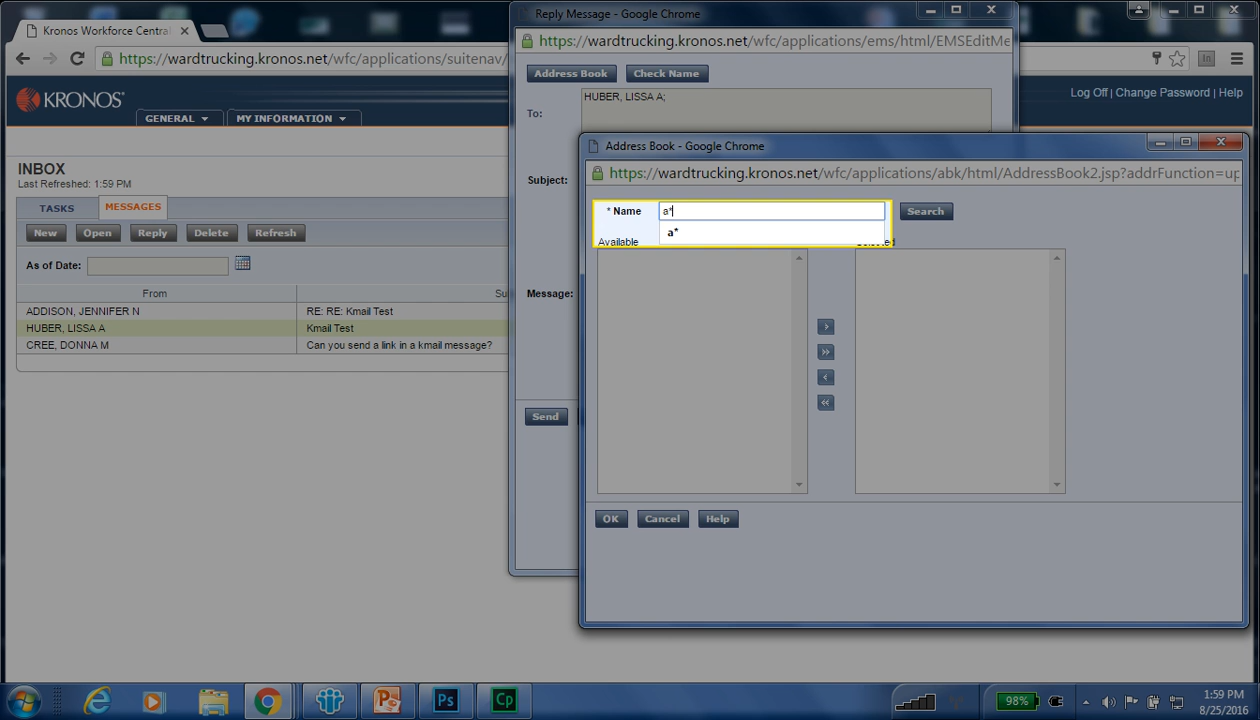 Kronos Workforce Central
https://wardtrucking.kronos.net/wfc/applications/suitenav/
KRONOS
GENERAL
MY INFORMATION
Log Off | Change Password | Help
INBOX
Last Refreshed: 1:59 PM
TASKS
MESSAGES
New
Open
Reply
Delete
Refresh
As of Date:
From
Su
ADDISON, JENNIFER N
RE: RE: Kmail Test
HUBER, LISSA A
Kmail Test
CREE, DONNA M
Can you send a link in a kmail message?
Reply Message - Google Chrome
https://wardtrucking.kronos.net/wfc/applications/ems/html/EMSEditMe
Address Book
Check Name
To:
HUBER, LISSA A;
Subject:
Message:
Send
Address Book - Google Chrome
https://wardtrucking.kronos.net/wfc/applications/abk/html/AddressBook2.jsp?addrFunction=up
* Name
a*
Search
a*
Available
OK
Cancel
Help
Ps
Cp
98%
1:59 PM
8/25/2016